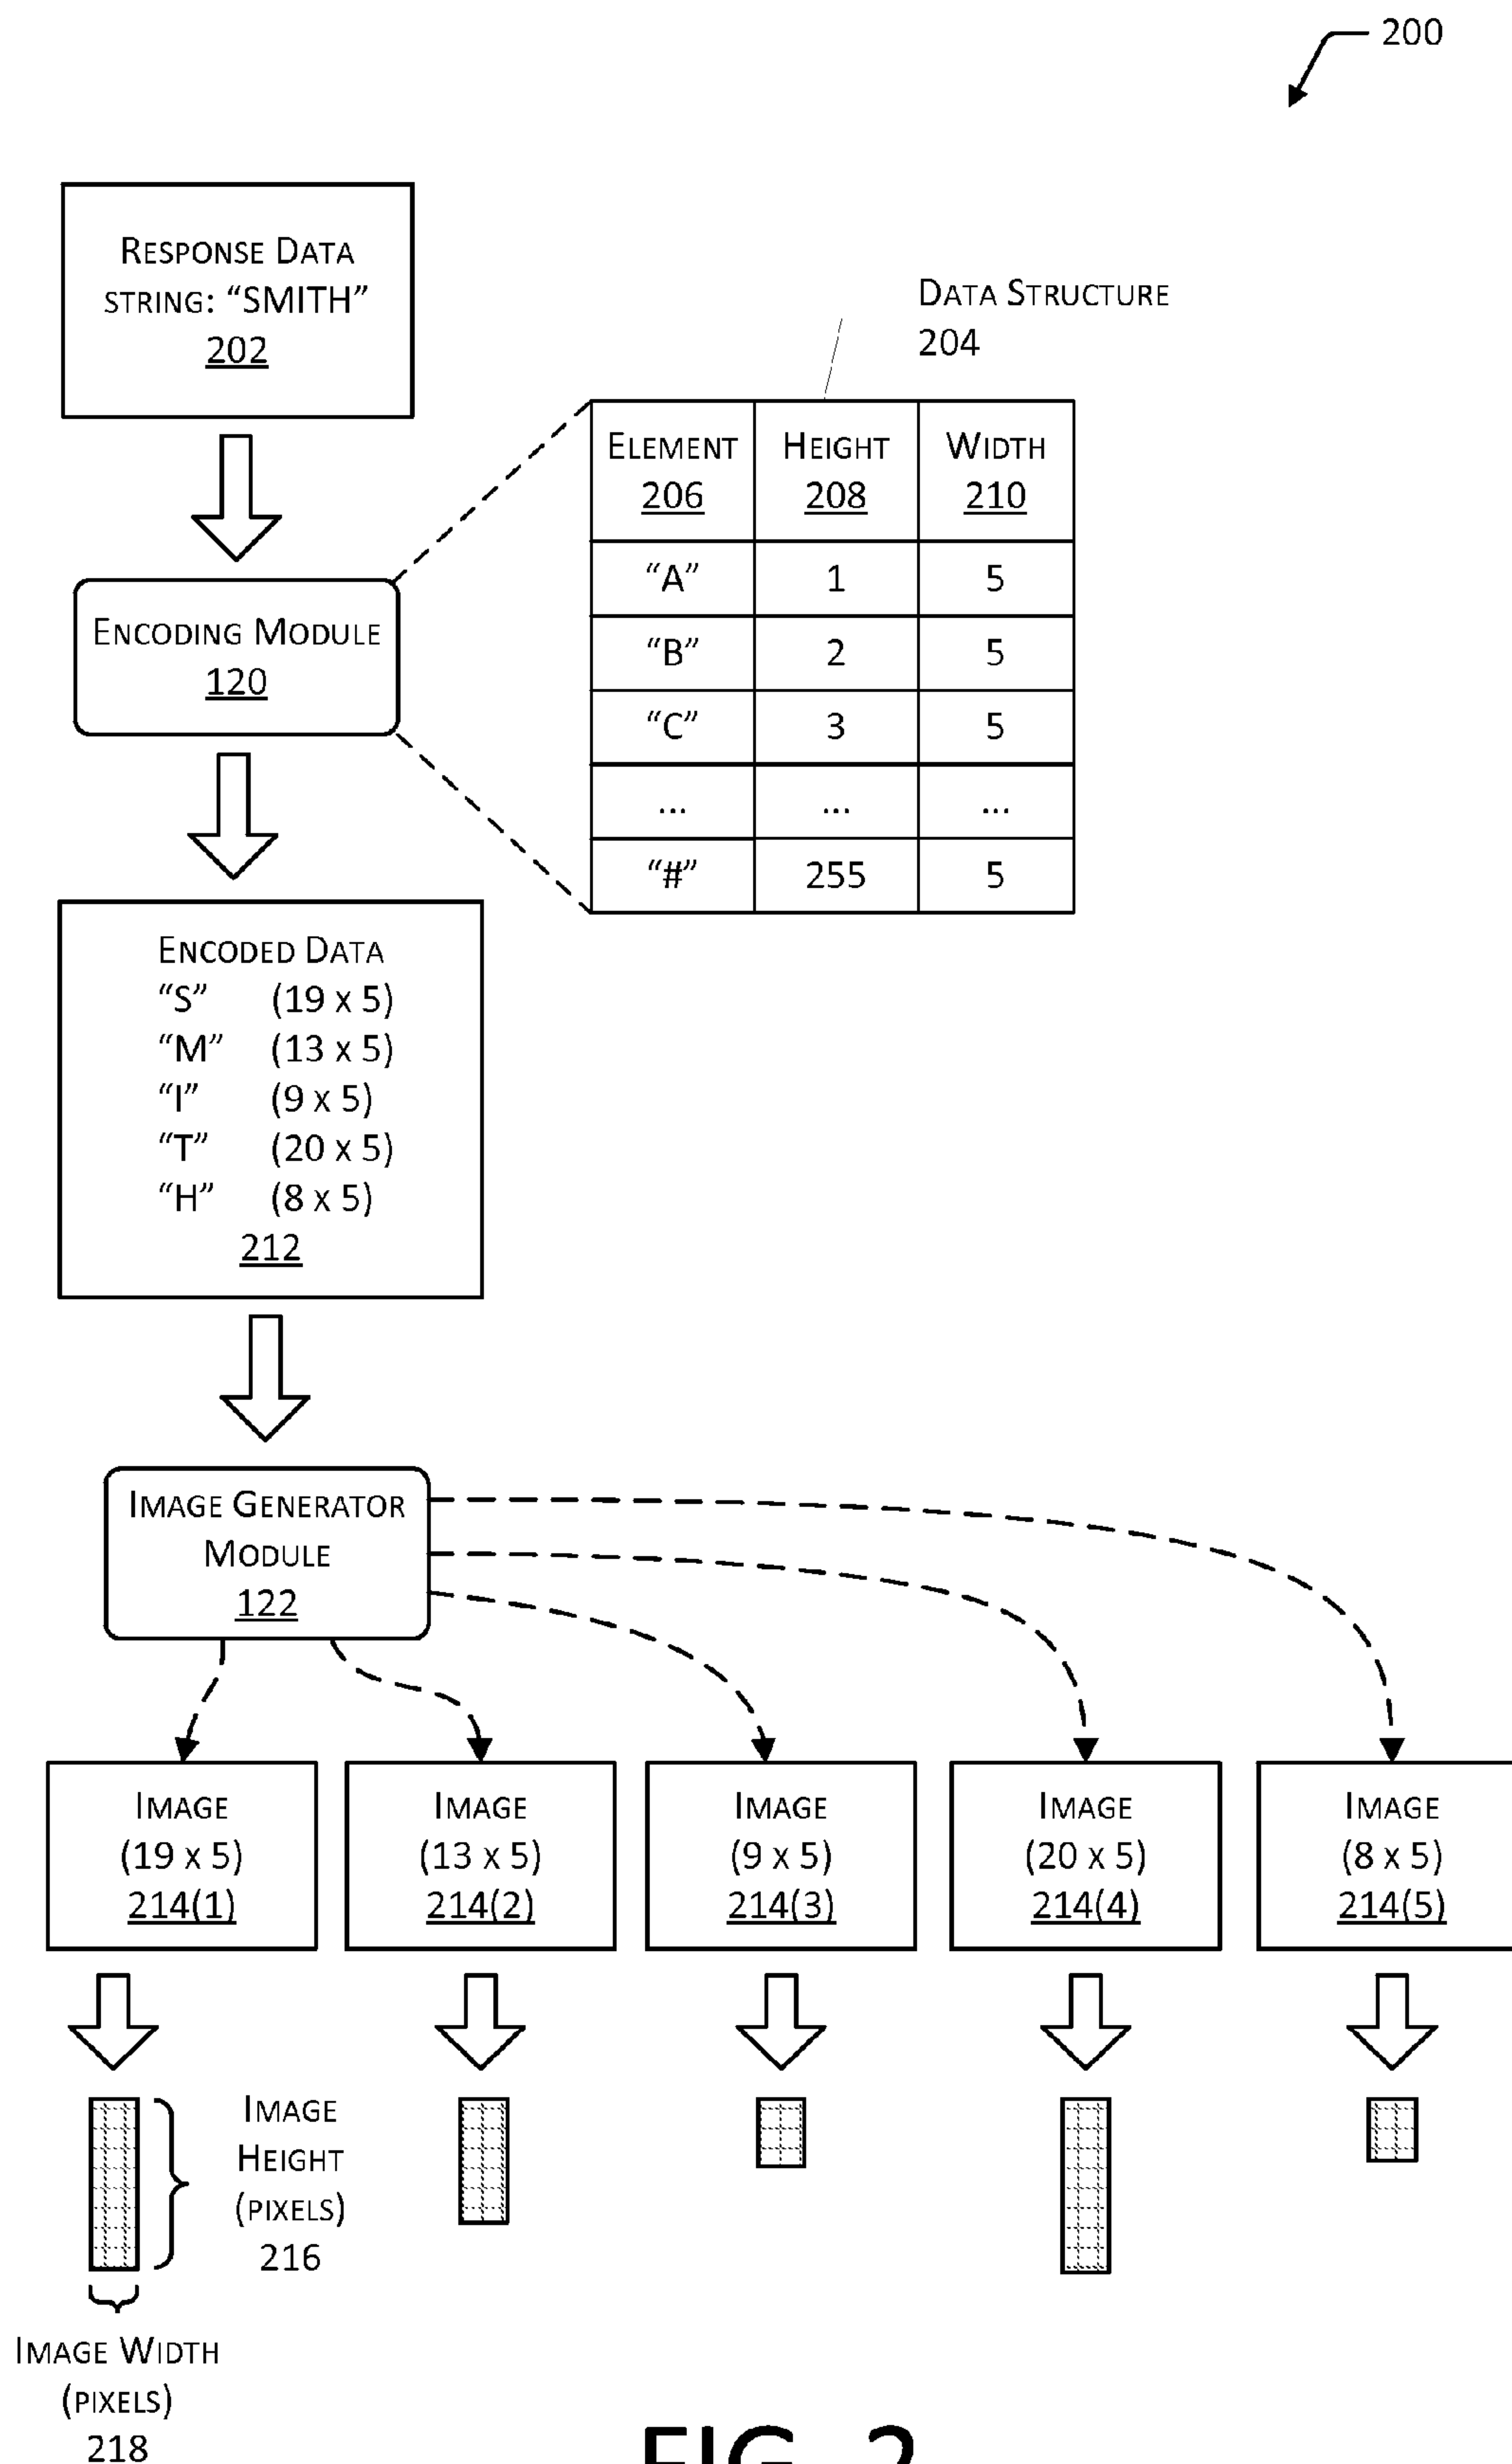 200
RESPONSE DATA
STRING: “SMITH”
202
DATA STRUCTURE
204
ELEMENT HEIGHT WIDTH
206 208 210
“A” 1 5
“B” 2 5
“C” 3 5
... ... ...
“#” 255 5
ENCODING MODULE
120
ENCODED DATA
“S” (19 x 5)
“M” (13 x 5)
“I” (9 x 5)
“T” (20 x 5)
“H” (8 x 5)
212
IMAGE GENERATOR
MODULE
122
IMAGE
(19 x 5)
214(1)
IMAGE
(13 x 5)
214(2)
IMAGE
(9 x 5)
214(3)
IMAGE
(20 x 5)
214(4)
IMAGE
(8 x 5)
214(5)
IMAGE
HEIGHT
(PIXELS)
216
IMAGE WIDTH
(PIXELS)
218
FIG. 2